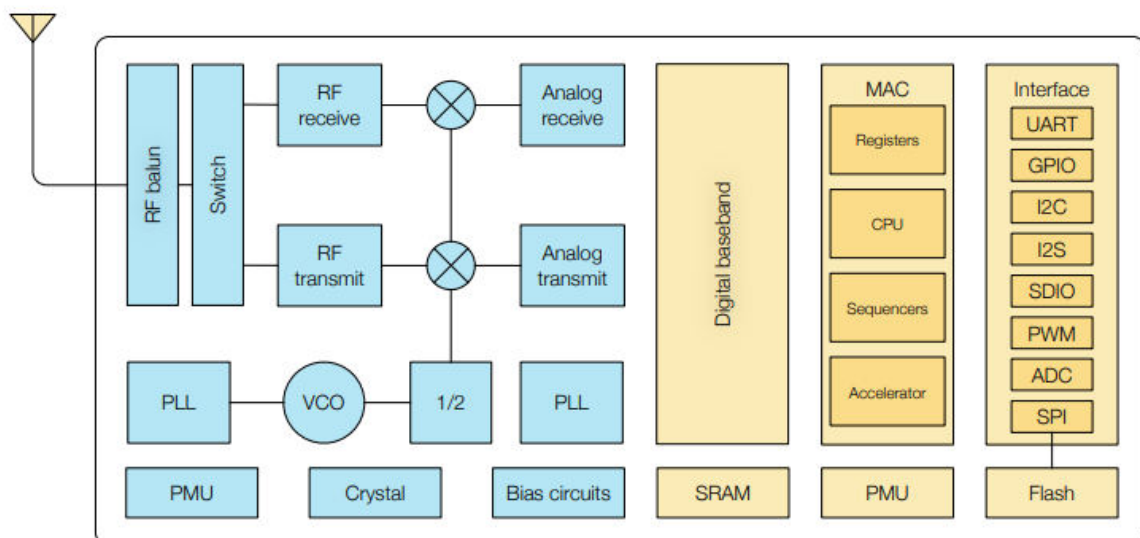 RF balun
Switch
RF
receive
Analog
receive
RF
transmit
Analog
transmit
PLL
VCO
1/2
PLL
PMU
Crystal
Bias circuits
Digital baseband
SRAM
MAC
Registers
CPU
Sequencers
Accelerator
PMU
Interface
UART
GPIO
I2C
I2S
SDIO
PWM
ADC
SPI
Flash